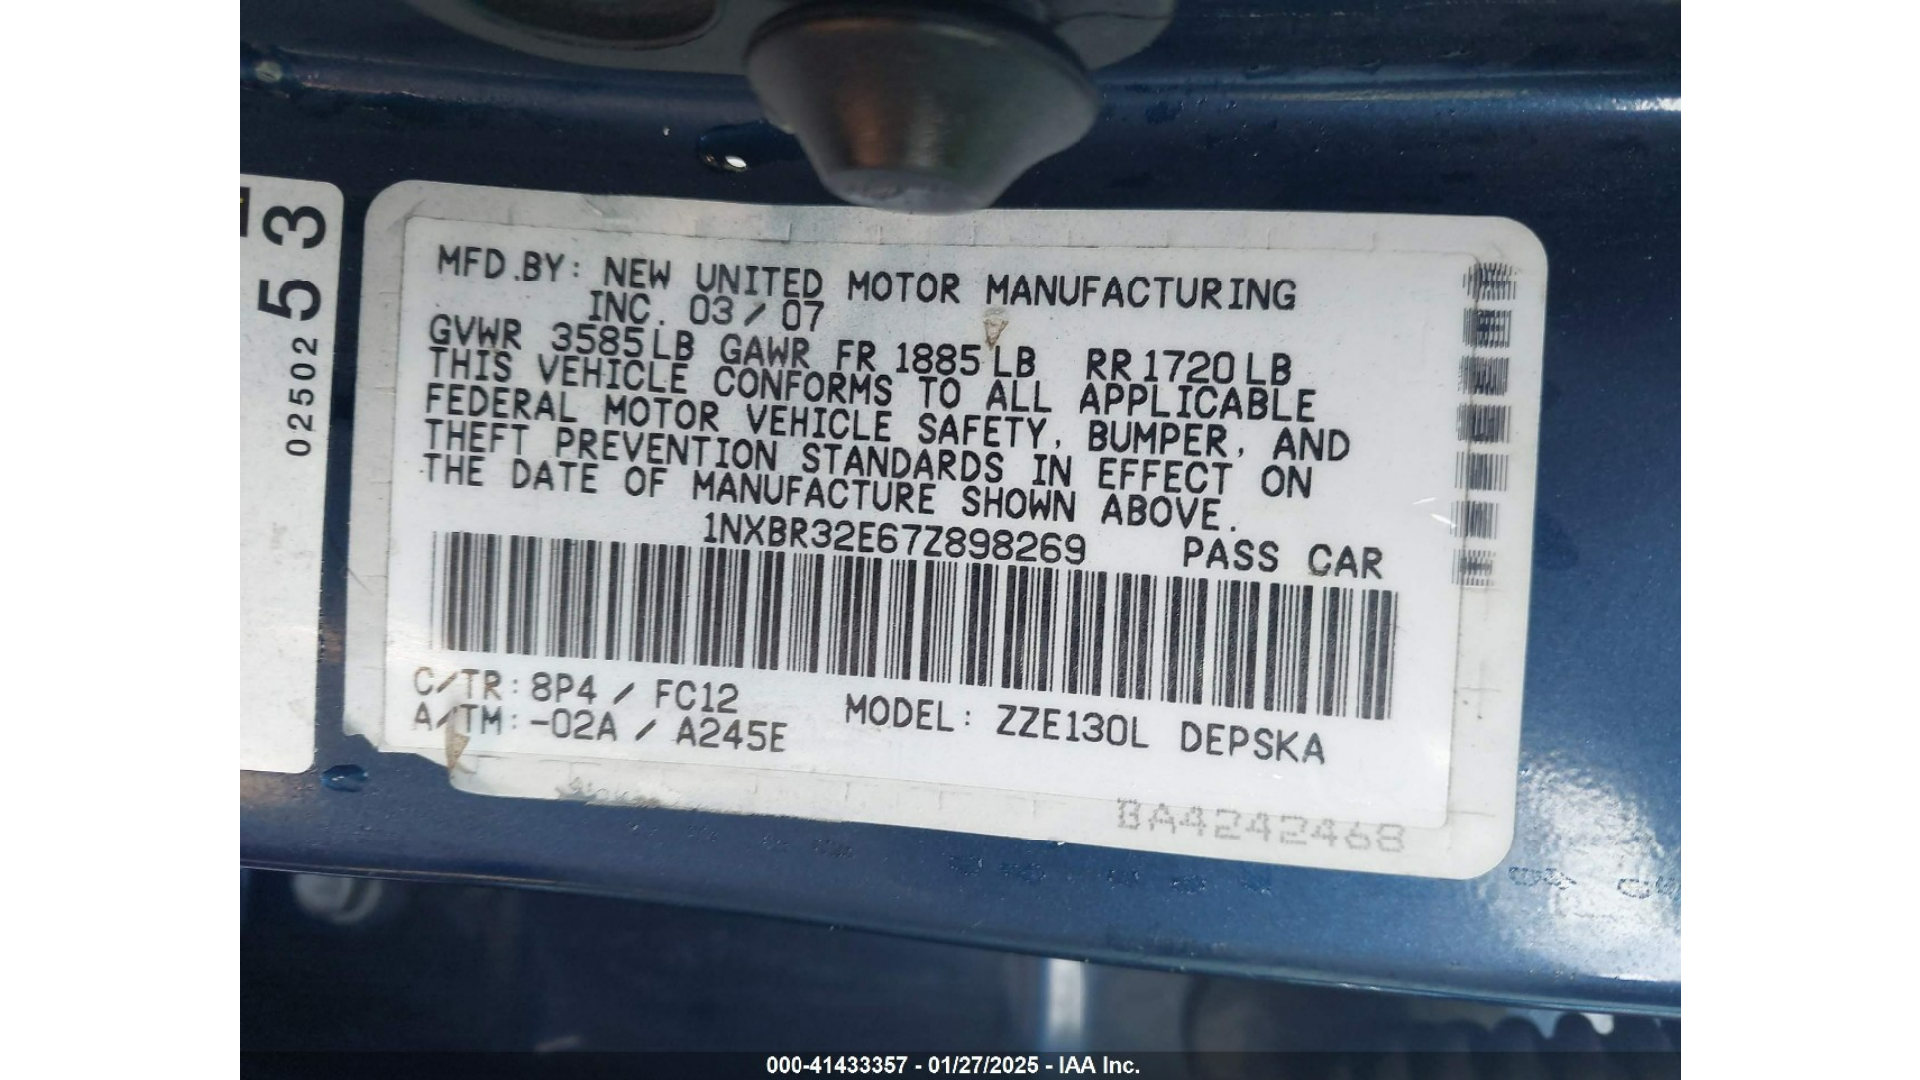 53
02502
MFD.BY: NEW UNITED MOTOR MANUFACTURING
INC. 03/07
GVWR 3585LB GAWR FR 1885LB RR1720LB
THIS VEHICLE CONFORMS TO ALL APPLICABLE
FEDERAL MOTOR VEHICLE SAFETY, BUMPER, AND
THEFT PREVENTION STANDARDS IN EFFECT ON
THE DATE OF MANUFACTURE SHOWN ABOVE.
1NXBR32E67Z898269 PASS CAR
C/TR: 8P4 / FC12
A/TM: -02A / A245E
MODEL: ZZE130L DEPSKA
BA4242468
000-41433357 - 01/27/2025 - IAA Inc.